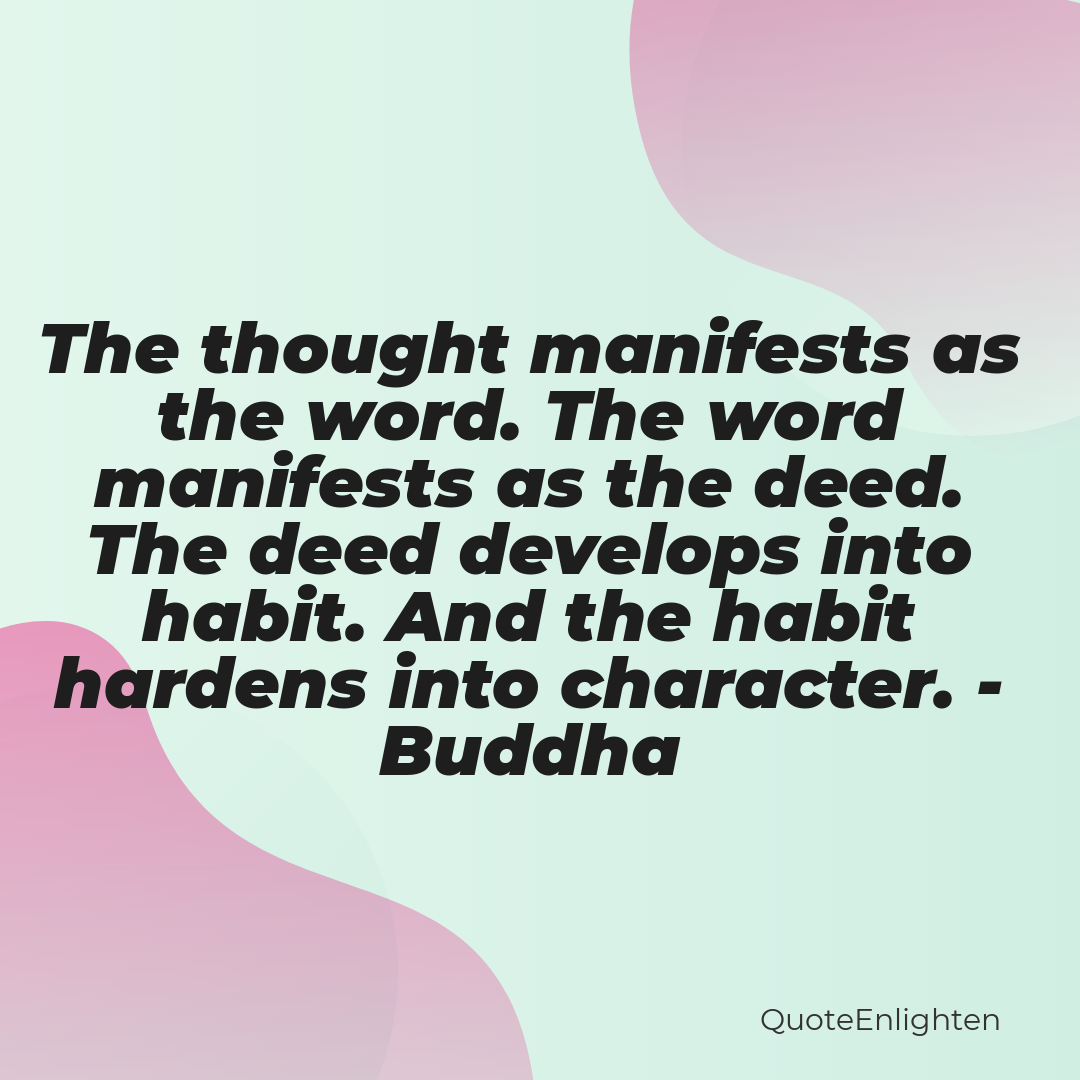 The thought manifests as
the word. The word
manifests as the deed.
The deed develops into
habit. And the habit
hardens into character. -
Buddha
QuoteEnlighten